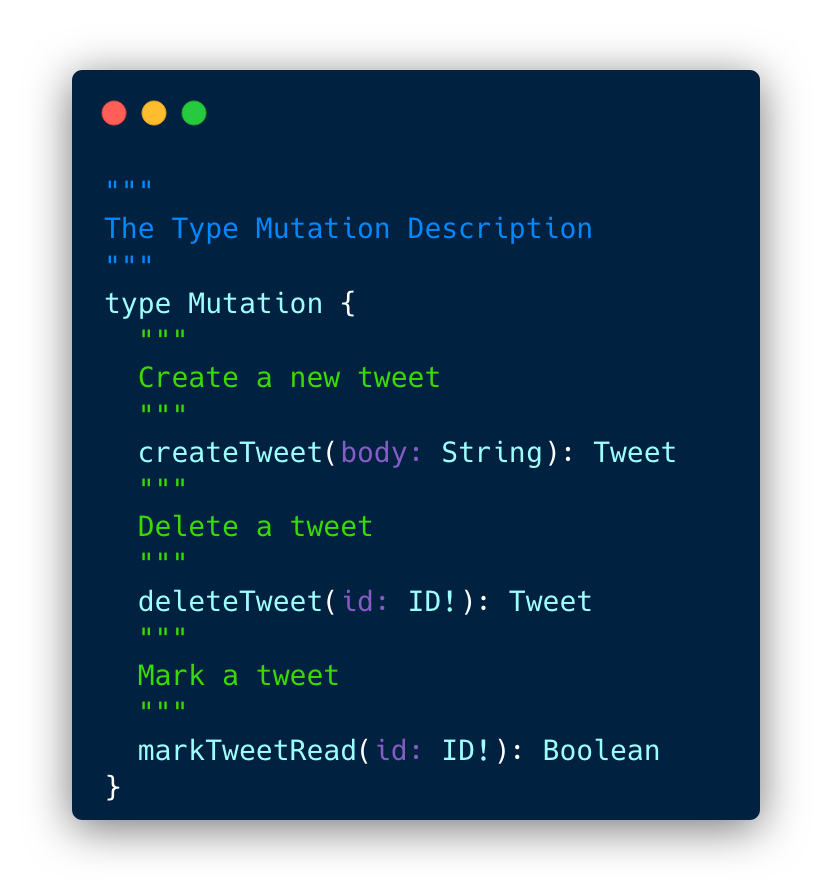 """
The Type Mutation Description
"""
type Mutation {
  """
  Create a new tweet
  """
  createTweet(body: String): Tweet
  """
  Delete a tweet
  """
  deleteTweet(id: ID!): Tweet
  """
  Mark a tweet
  """
  markTweetRead(id: ID!): Boolean
}